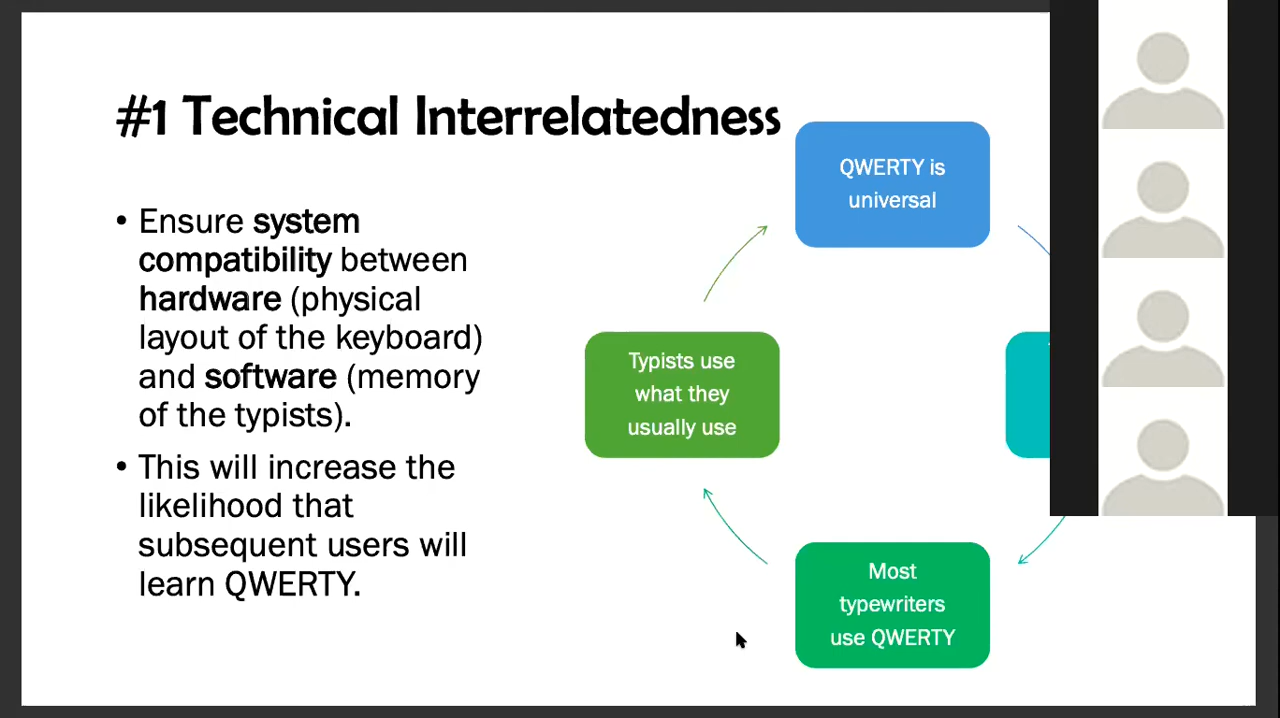 #1 Technical Interrelatedness
• Ensure system
compatibility between
hardware (physical
layout of the keyboard)
and software (memory
of the typists).
• This will increase the
likelihood that
subsequent users will
learn QWERTY.
QWERTY is
universal
Typists use
what they
usually use
Most
typewriters
use QWERTY